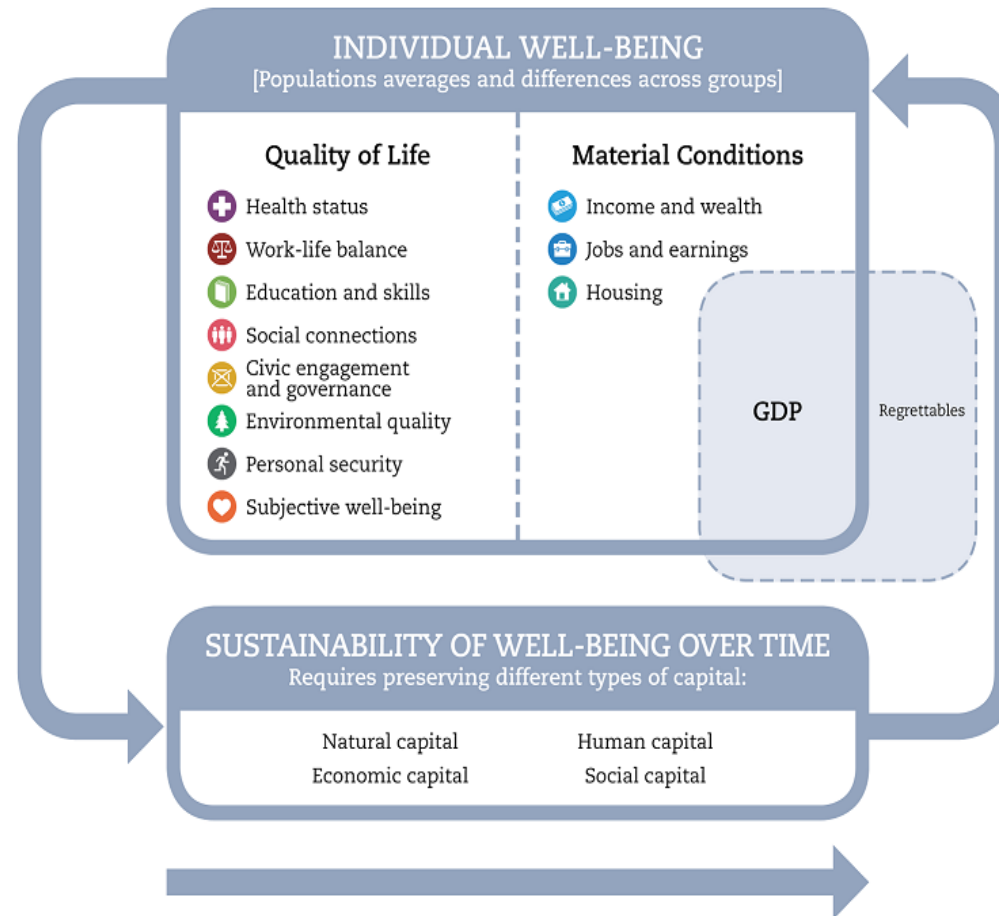 INDIVIDUAL WELL-BEING
[Populations averages and differences across groups]
Quality of Life
Health status
Work-life balance
Education and skills
Social connections
Civic engagement
and governance
Environmental quality
Personal security
Subjective well-being
Material Conditions
Income and wealth
Jobs and earnings
Housing
GDP
Regrettables
SUSTAINABILITY OF WELL-BEING OVER TIME
Requires preserving different types of capital:
Natural capital
Human capital
Economic capital
Social capital